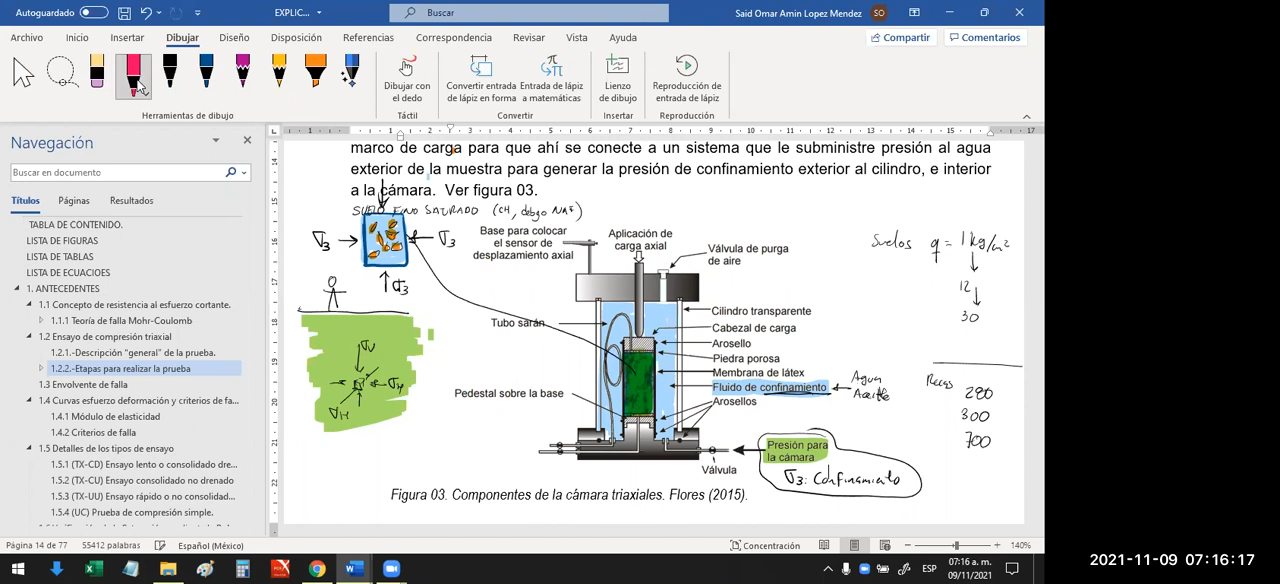 Autoguardado
EXPLIC...
Buscar
Said Omar Amin Lopez Mendez
SO
Archivo
Inicio
Insertar
Dibujar
Diseño
Disposición
Referencias
Correspondencia
Revisar
Vista
Ayuda
Compartir
Comentarios
Dibujar con
el dedo
Convertir entrada
de lápiz en forma
Entrada de lápiz
a matemáticas
Lienzo
de dibujo
Reproducción de
entrada de lápiz
Herramientas de dibujo
Táctil
Convertir
Insertar
Reproducción
Navegación
Buscar en documento
Títulos
Páginas
Resultados
TABLA DE CONTENIDO.
LISTA DE FIGURAS
LISTA DE TABLAS
LISTA DE ECUACIOES
1. ANTECEDENTES
1.1 Concepto de resistencia al esfuerzo cortante.
1.1.1 Teoría de falla Mohr-Coulomb
1.2 Ensayo de compresión triaxial
1.2.1.-Descripción "general" de la prueba.
1.2.2.-Etapas para realizar la prueba
1.3 Envolvente de falla
1.4 Curvas esfuerzo deformación y criterios de fa...
1.4.1 Módulo de elasticidad
1.4.2 Criterios de falla
1.5 Detalles de los tipos de ensayo
1.5.1 (TX-CD) Ensayo lento o consolidado dre...
1.5.2 (TX-CU) Ensayo consolidado no drenado
1.5.3 (TX-UU) Ensayo rápido o no consolidad...
1.5.4 (UC) Prueba de compresión simple.
marco de carga para que ahí se conecte a un sistema que le subministre presión al agua
exterior de la muestra para generar la presión de confinamiento exterior al cilindro, e interior
a la cámara. Ver figura 03.
SUELO FINO SATURADO (CH, debajo NAF)
σ3
σ3
σ3
σv
σH
σH
Base para colocar
el sensor de
desplazamiento axial
Aplicación de
carga axial
Válvula de purga
de aire
Tubo sarán
Cilindro transparente
Cabezal de carga
Arosello
Piedra porosa
Membrana de látex
Fluido de confinamiento
Agua
Aceite
Pedestal sobre la base
Arosellos
Presión para
la cámara
Válvula
σ3: Confinamiento
Suelos q = 1 kg/cm2
12
30
Rocas 280
300
700
Figura 03. Componentes de la cámara triaxiales. Flores (2015).
Página 14 de 77
55412 palabras
Español (México)
Concentración
140%
ESP
07:16 a. m.
09/11/2021
2021-11-09 07:16:17